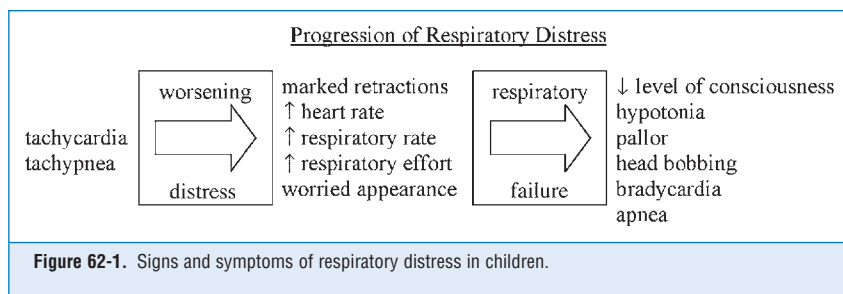 Progression of Respiratory Distress
tachycardia
tachypnea
worsening
distress
marked retractions
↑ heart rate
↑ respiratory rate
↑ respiratory effort
worried appearance
respiratory
failure
↓ level of consciousness
hypotonia
pallor
head bobbing
bradycardia
apnea
Figure 62-1. Signs and symptoms of respiratory distress in children.